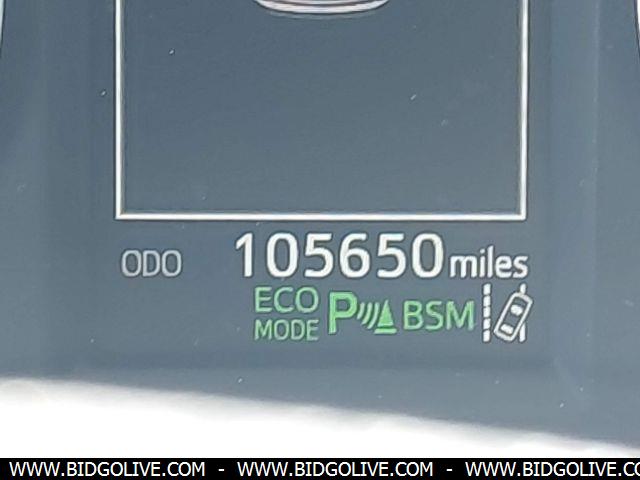 ODO 105650 miles
ECO MODE P BSM
WWW.BIDGOLIVE.COM - WWW.BIDGOLIVE.COM - WWW.BIDGOLIVE.COM